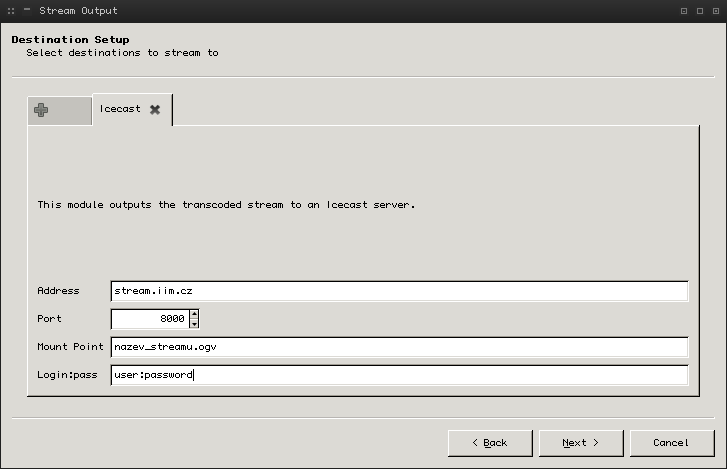 Stream Output
Destination Setup
Select destinations to stream to
Icecast
This module outputs the transcoded stream to an Icecast server.
Address stream.iim.cz
Port 8000
Mount Point nazev_streamu.ogv
Login:pass user:password
< Back Next > Cancel